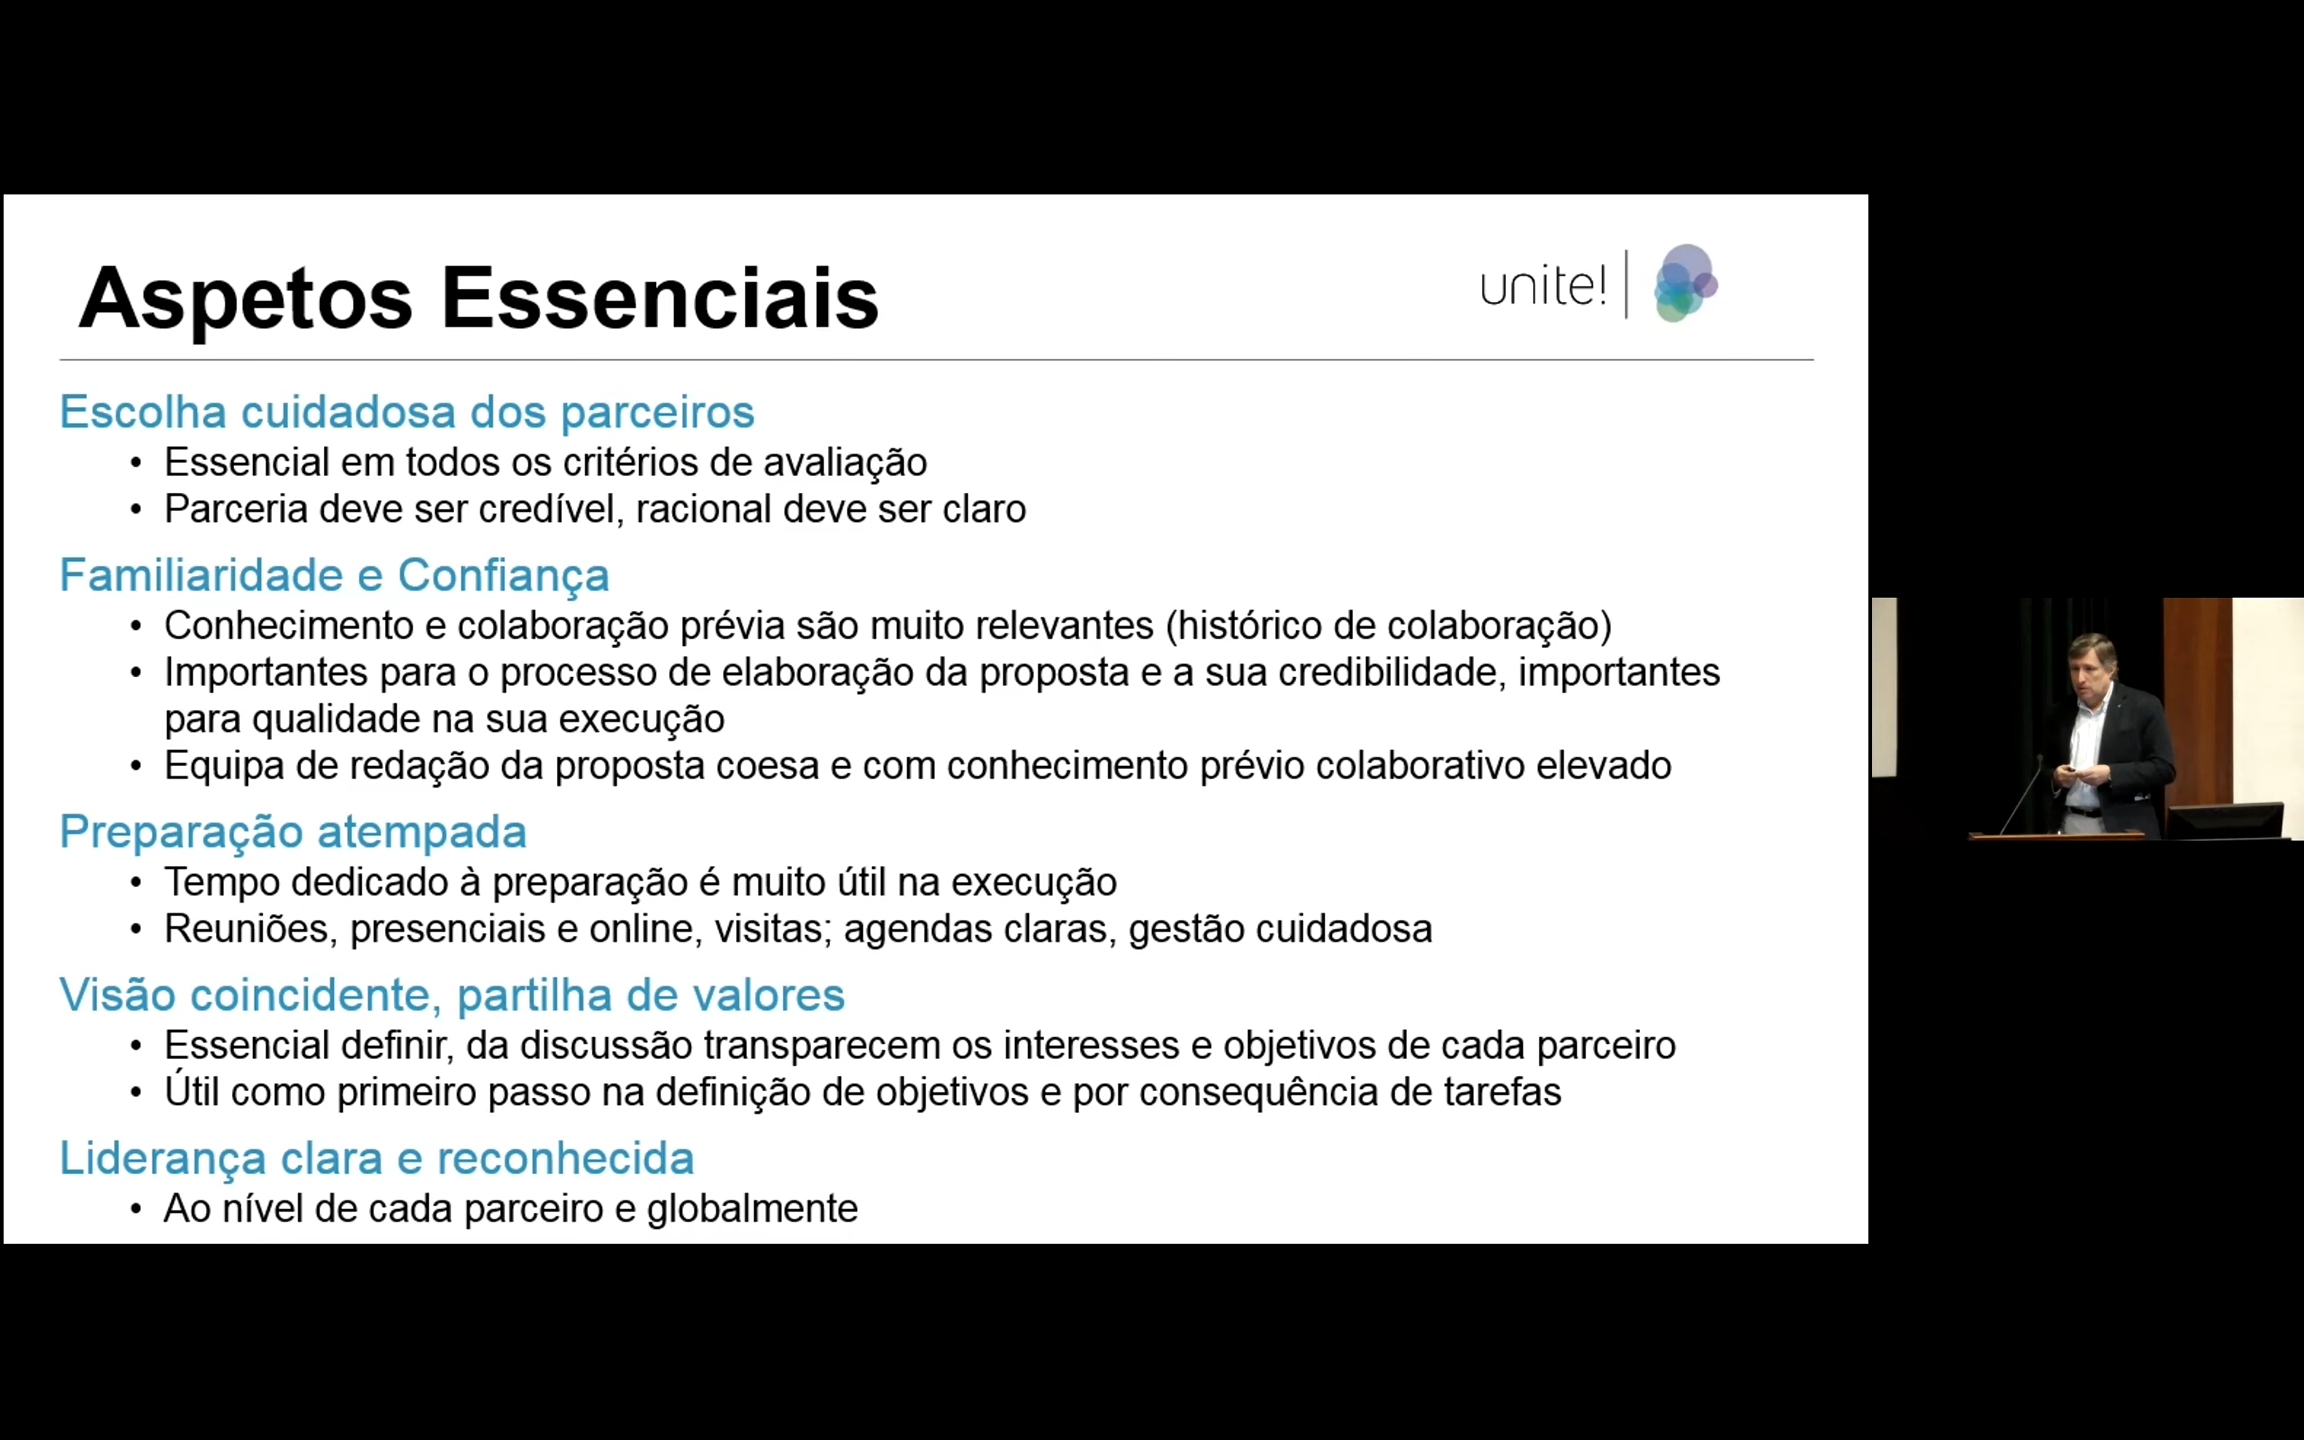 Aspetos Essenciais
unite!
Escolha cuidadosa dos parceiros
• Essencial em todos os critérios de avaliação
• Parceria deve ser credível, racional deve ser claro
Familiaridade e Confiança
• Conhecimento e colaboração prévia são muito relevantes (histórico de colaboração)
• Importantes para o processo de elaboração da proposta e a sua credibilidade, importantes
para qualidade na sua execução
• Equipa de redação da proposta coesa e com conhecimento prévio colaborativo elevado
Preparação atempada
• Tempo dedicado à preparação é muito útil na execução
• Reuniões, presenciais e online, visitas; agendas claras, gestão cuidadosa
Visão coincidente, partilha de valores
• Essencial definir, da discussão transparecem os interesses e objetivos de cada parceiro
• Útil como primeiro passo na definição de objetivos e por consequência de tarefas
Liderança clara e reconhecida
• Ao nível de cada parceiro e globalmente